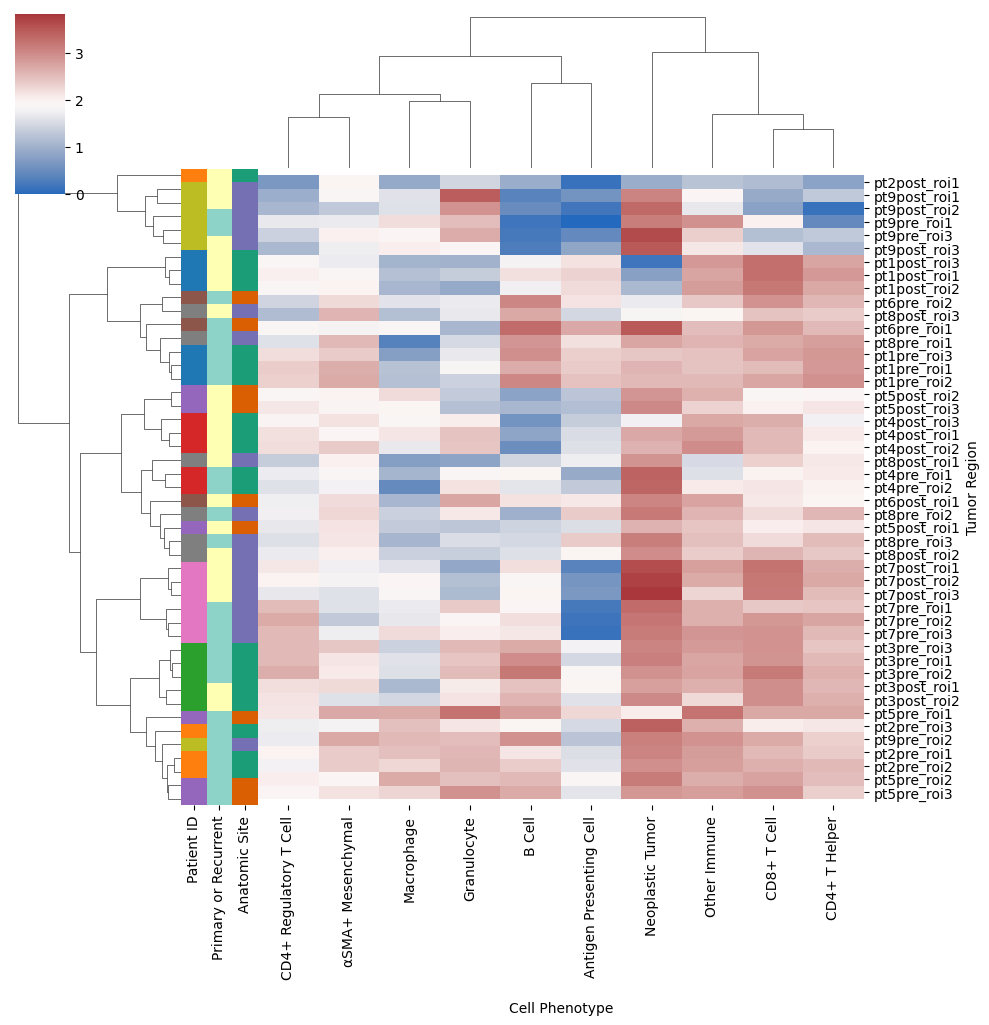 3
2
1
0
pt2post_roi1
pt9post_roi1
pt9post_roi2
pt9pre_roi1
pt9pre_roi3
pt9post_roi3
pt1post_roi3
pt1post_roi1
pt1post_roi2
pt6pre_roi2
pt8post_roi3
pt6pre_roi1
pt8pre_roi1
pt1pre_roi3
pt1pre_roi1
pt1pre_roi2
pt5post_roi2
pt5post_roi3
pt4post_roi3
pt4post_roi1
pt4post_roi2
pt8post_roi1
pt4pre_roi1
pt4pre_roi2
pt6post_roi1
pt8pre_roi2
pt5post_roi1
pt8pre_roi3
pt8post_roi2
pt7post_roi1
pt7post_roi2
pt7post_roi3
pt7pre_roi1
pt7pre_roi2
pt7pre_roi3
pt3pre_roi3
pt3pre_roi1
pt3pre_roi2
pt3post_roi1
pt3post_roi2
pt5pre_roi1
pt2pre_roi3
pt9pre_roi2
pt2pre_roi1
pt2pre_roi2
pt5pre_roi2
pt5pre_roi3
Tumor Region
Patient ID
Primary or Recurrent
Anatomic Site
CD4+ Regulatory T Cell
αSMA+ Mesenchymal
Macrophage
Granulocyte
B Cell
Antigen Presenting Cell
Neoplastic Tumor
Other Immune
CD8+ T Cell
CD4+ T Helper
Cell Phenotype